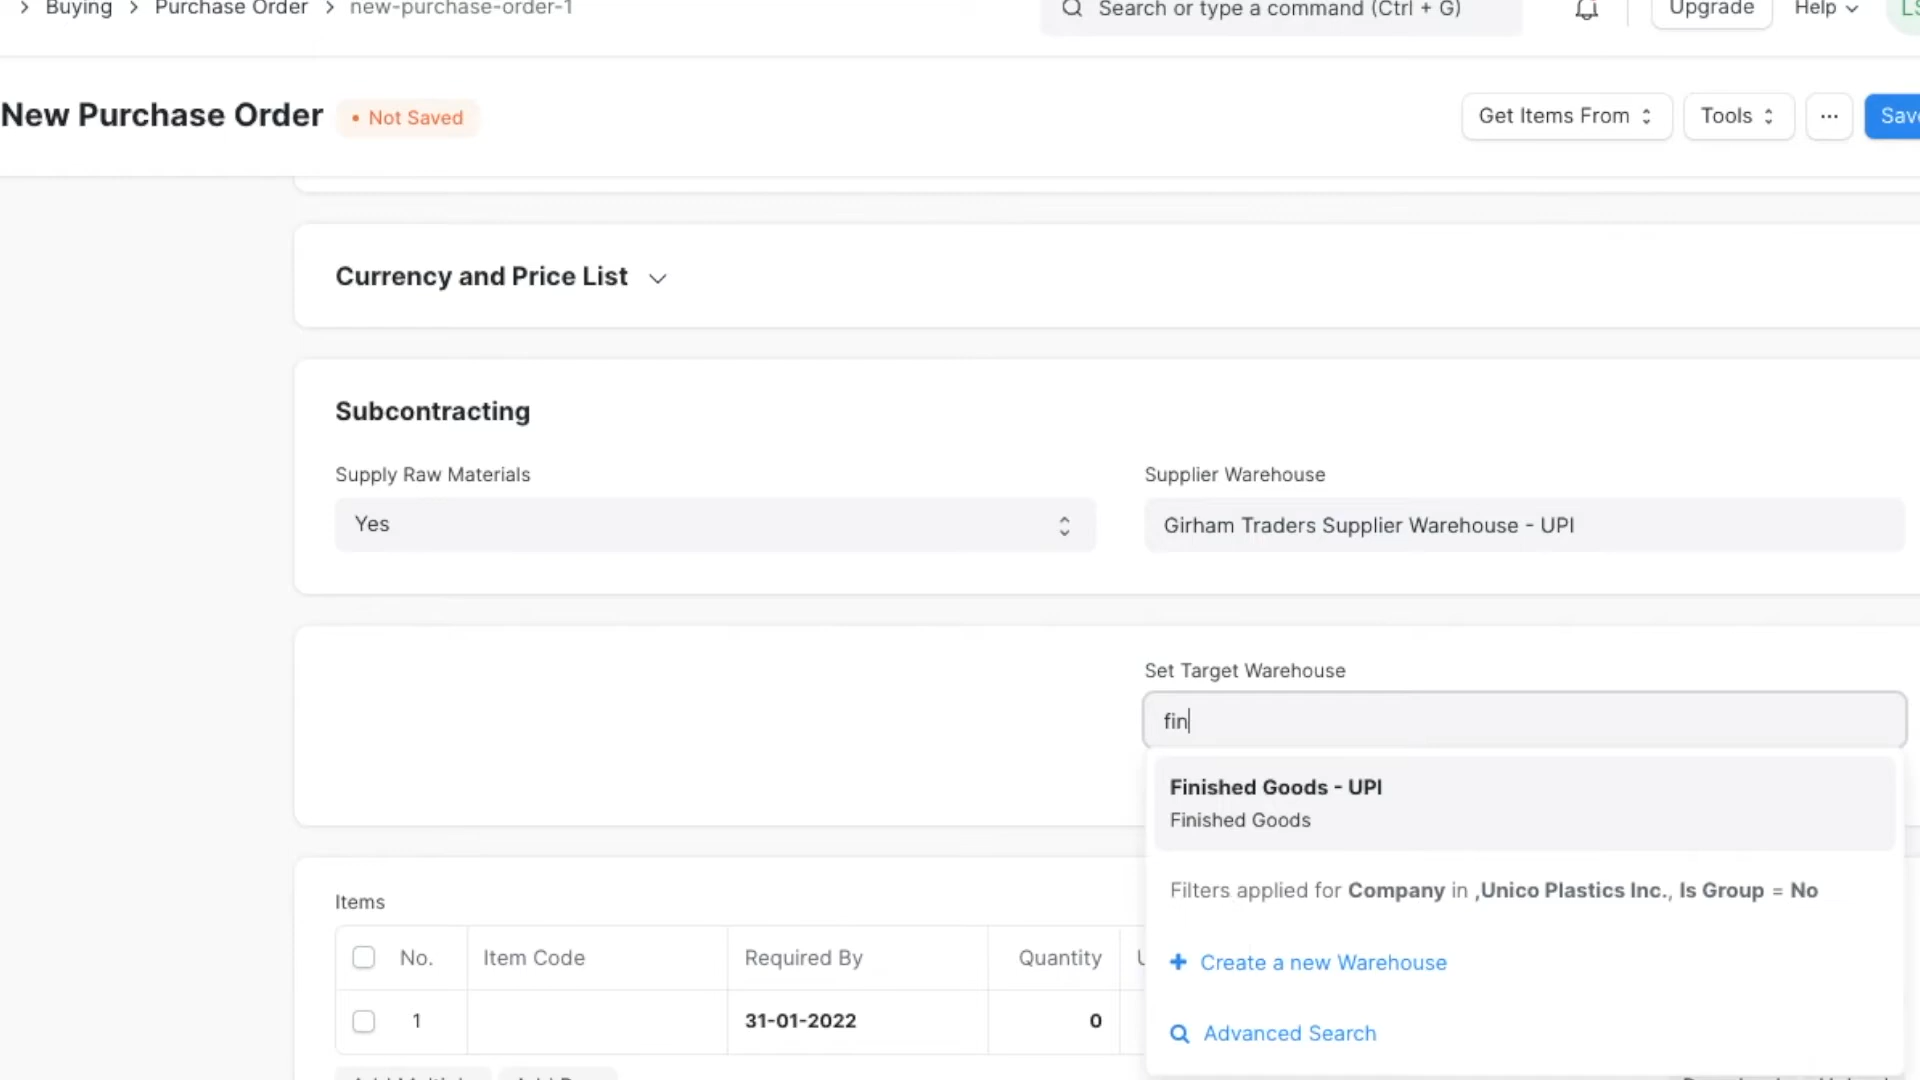 > Buying > Purchase Order > new-purchase-order-1
Search or type a command (Ctrl + G)
Upgrade
Help
LS
New Purchase Order
• Not Saved
Get Items From
Tools
...
Save
Currency and Price List
Subcontracting
Supply Raw Materials
Supplier Warehouse
Yes
Girham Traders Supplier Warehouse - UPI
Set Target Warehouse
fin
Finished Goods - UPI
Finished Goods
Filters applied for Company in ,Unico Plastics Inc., Is Group = No
+ Create a new Warehouse
Advanced Search
Items
No. Item Code Required By Quantity
1 31-01-2022 0